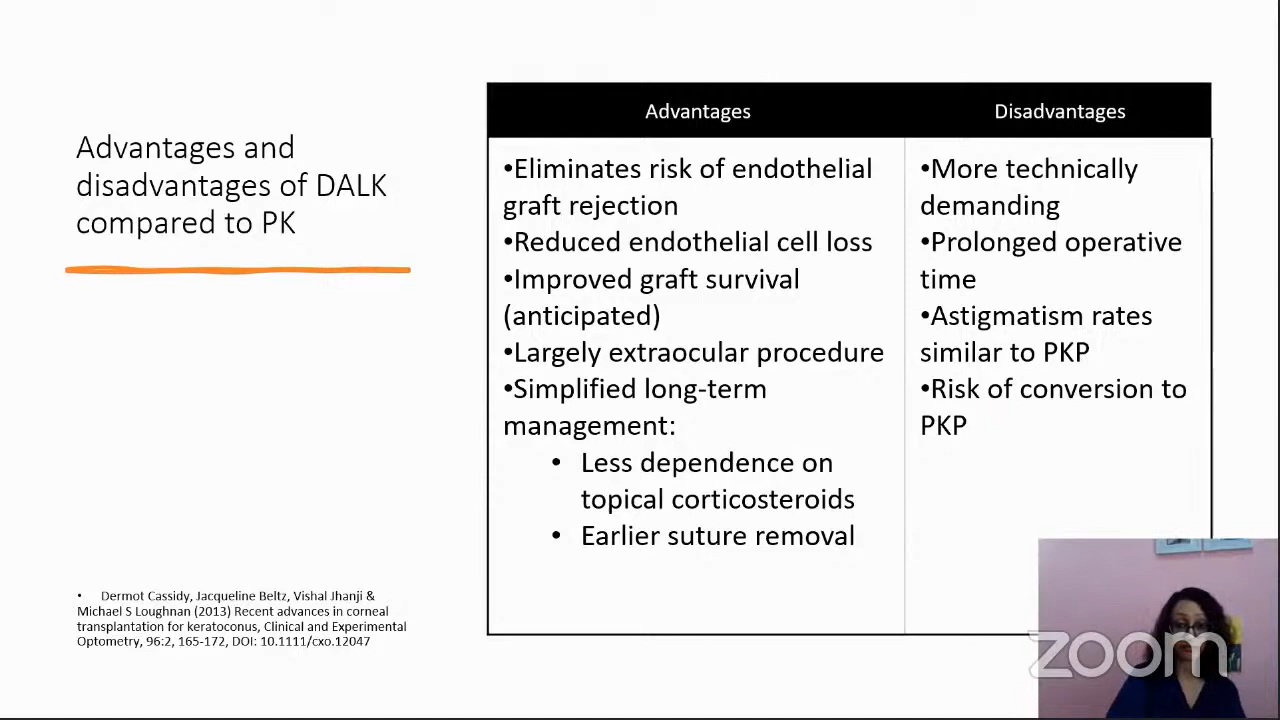 Advantages and
disadvantages of DALK
compared to PK
Advantages
Disadvantages
•Eliminates risk of endothelial
graft rejection
•Reduced endothelial cell loss
•Improved graft survival
(anticipated)
•Largely extraocular procedure
•Simplified long-term
management:
• Less dependence on
topical corticosteroids
• Earlier suture removal
•More technically
demanding
•Prolonged operative
time
•Astigmatism rates
similar to PKP
•Risk of conversion to
PKP
• Dermot Cassidy, Jacqueline Beltz, Vishal Jhanji &
Michael S Loughnan (2013) Recent advances in corneal
transplantation for keratoconus, Clinical and Experimental
Optometry, 96:2, 165-172, DOI: 10.1111/cxo.12047
zoom